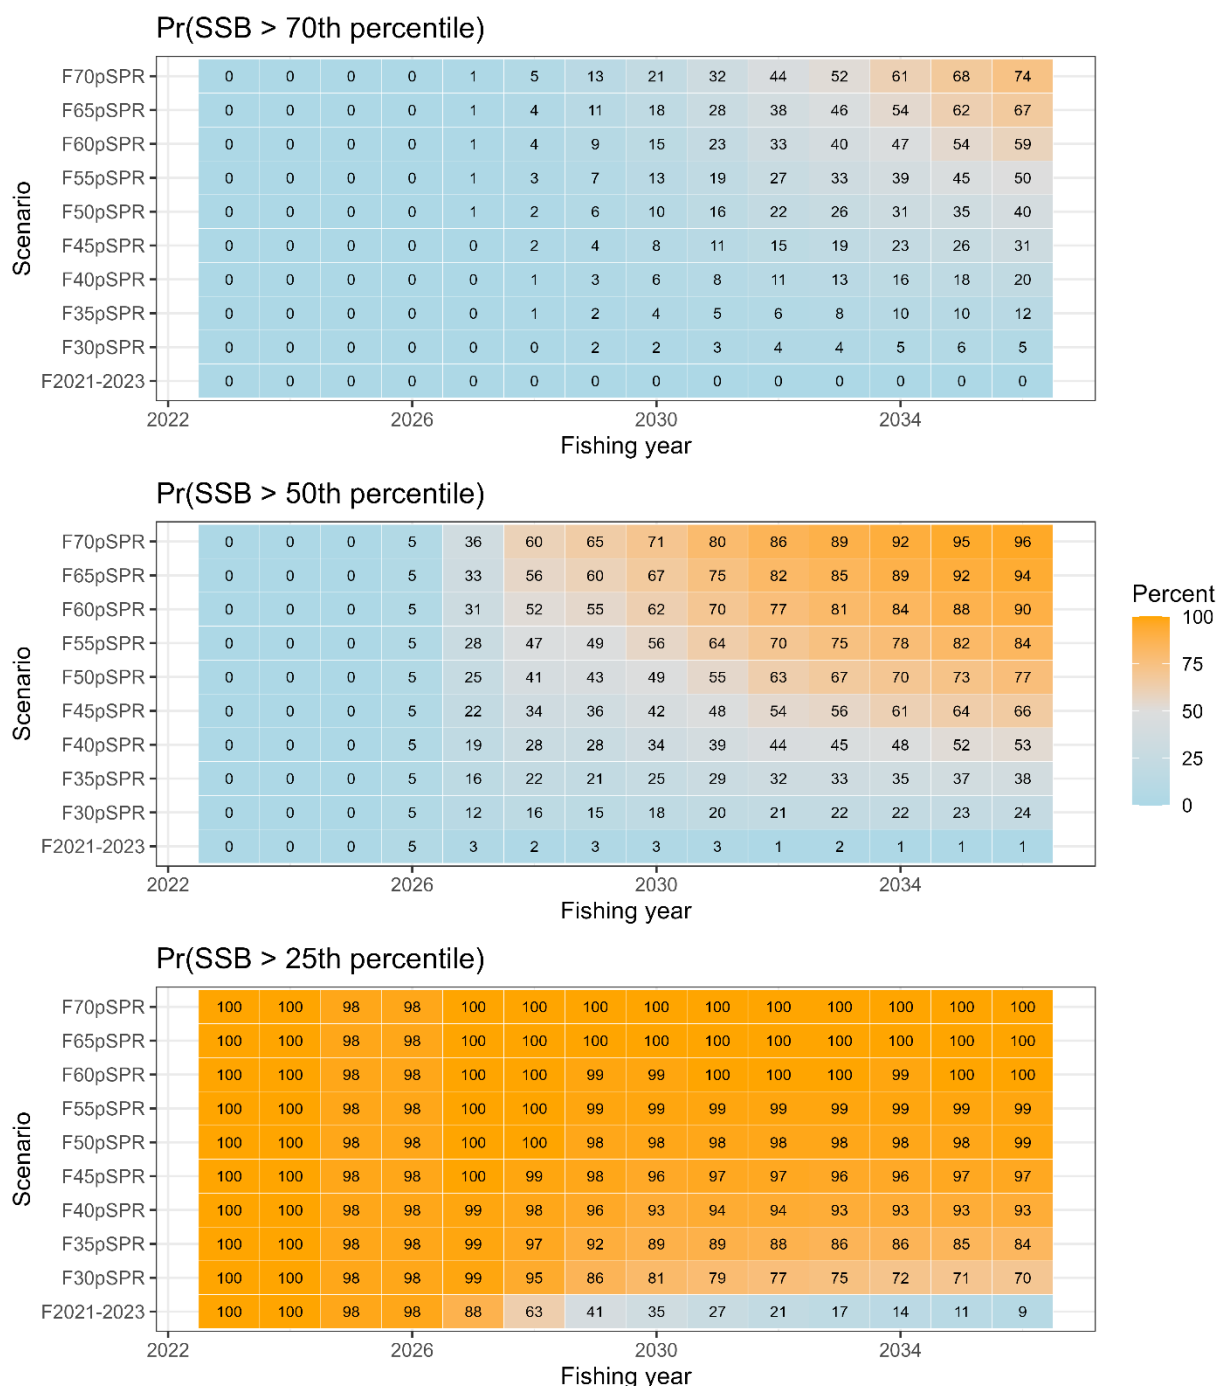 Pr(SSB > 70th percentile)
F70pSPR 0 0 0 0 1 5 13 21 32 44 52 61 68 74
F65pSPR 0 0 0 0 1 4 11 18 28 38 46 54 62 67
F60pSPR 0 0 0 0 1 4 9 15 23 33 40 47 54 59
F55pSPR 0 0 0 0 1 3 7 13 19 27 33 39 45 50
F50pSPR 0 0 0 0 1 2 6 10 16 22 26 31 35 40
F45pSPR 0 0 0 0 0 2 4 8 11 15 19 23 26 31
F40pSPR 0 0 0 0 0 1 3 6 8 11 13 16 18 20
F35pSPR 0 0 0 0 0 1 2 4 5 6 8 10 10 12
F30pSPR 0 0 0 0 0 0 2 2 3 4 4 5 6 5
F2021-2023 0 0 0 0 0 0 0 0 0 0 0 0 0 0
Scenario
2022 2026 2030 2034
Fishing year
Pr(SSB > 50th percentile)
F70pSPR 0 0 0 5 36 60 65 71 80 86 89 92 95 96
F65pSPR 0 0 0 5 33 56 60 67 75 82 85 89 92 94
F60pSPR 0 0 0 5 31 52 55 62 70 77 81 84 88 90
F55pSPR 0 0 0 5 28 47 49 56 64 70 75 78 82 84
F50pSPR 0 0 0 5 25 41 43 49 55 63 67 70 73 77
F45pSPR 0 0 0 5 22 34 36 42 48 54 56 61 64 66
F40pSPR 0 0 0 5 19 28 28 34 39 44 45 48 52 53
F35pSPR 0 0 0 5 16 22 21 25 29 32 33 35 37 38
F30pSPR 0 0 0 5 12 16 15 18 20 21 22 22 23 24
F2021-2023 0 0 0 5 3 2 3 3 3 1 2 1 1 1
Scenario
2022 2026 2030 2034
Fishing year
Percent
100
75
50
25
0
Pr(SSB > 25th percentile)
F70pSPR 100 100 98 98 100 100 100 100 100 100 100 100 100 100
F65pSPR 100 100 98 98 100 100 100 100 100 100 100 100 100 100
F60pSPR 100 100 98 98 100 100 99 99 100 100 100 99 100 100
F55pSPR 100 100 98 98 100 100 99 99 99 99 99 99 99 99
F50pSPR 100 100 98 98 100 100 98 98 98 98 98 98 98 99
F45pSPR 100 100 98 98 100 99 98 96 97 97 96 96 97 97
F40pSPR 100 100 98 98 99 98 96 93 94 94 93 93 93 93
F35pSPR 100 100 98 98 99 97 92 89 89 88 86 86 85 84
F30pSPR 100 100 98 98 99 95 86 81 79 77 75 72 71 70
F2021-2023 100 100 98 98 88 63 41 35 27 21 17 14 11 9
Scenario
2022 2026 2030 2034
Fishing year